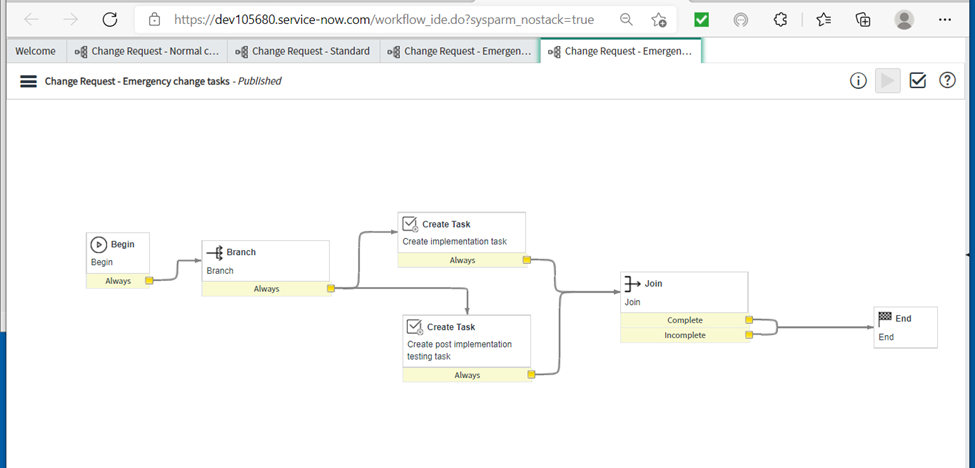 https://dev105680.service-now.com/workflow_ide.do?sysparm_nostack=true
Welcome
Change Request - Normal c...
Change Request - Standard
Change Request - Emergen...
Change Request - Emergen...
Change Request - Emergency change tasks - Published
Begin
Begin
Always
Branch
Branch
Always
Create Task
Create implementation task
Always
Create Task
Create post implementation
testing task
Always
Join
Join
Complete
Incomplete
End
End